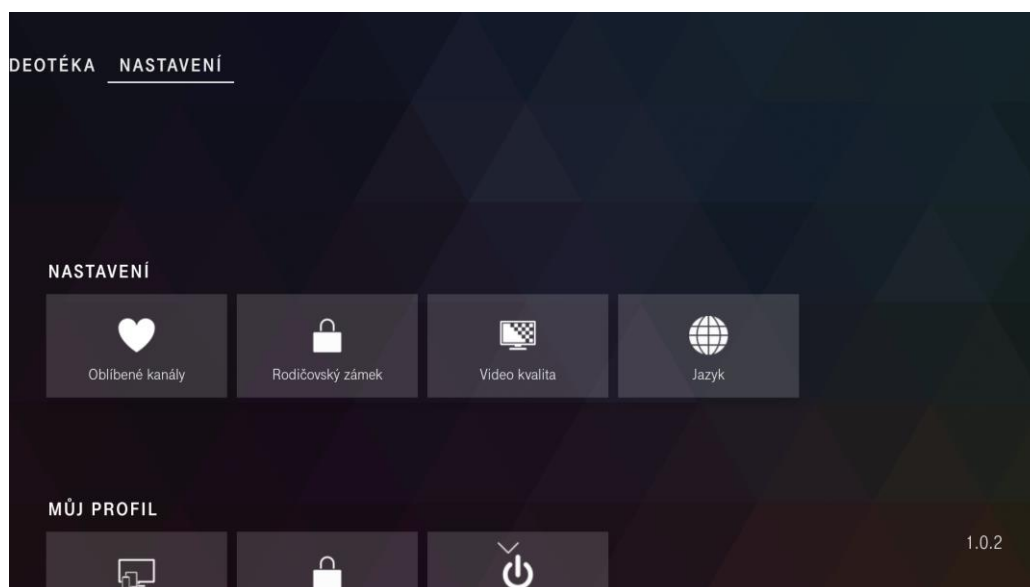 DEOTÉKA NASTAVENÍ
NASTAVENÍ
Oblíbené kanály Rodičovský zámek Video kvalita Jazyk
MŮJ PROFIL
1.0.2